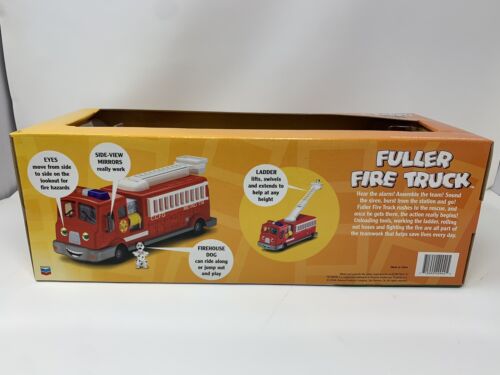 EYES
move from side
to side on the
lookout for
fire hazards
SIDE-VIEW
MIRRORS
really work
FIREHOUSE
DOG
can ride along
or jump out
and play
LADDER
lifts, swivels
and extends to
help at any
height!
FULLER
FIRE TRUCK™
Hear the alarm! Assemble the team! Sound
the siren, burst from the station and go!
Fuller Fire Truck rushes to the rescue, and
once he gets there, the action really begins!
Unloading tools, working the ladder, rolling
out hoses and fighting the fire are all part of
the teamwork that helps saves lives every day.